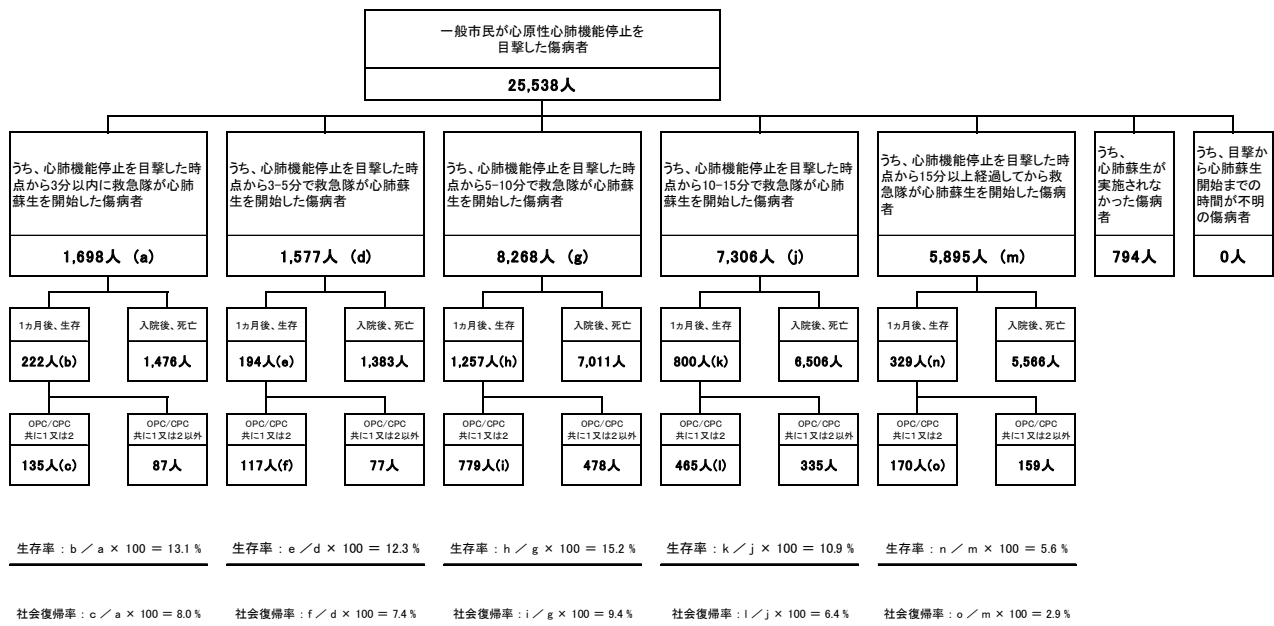 一般市民が心原性心肺機能停止を
目撃した傷病者
25,538人
うち、心肺機能停止を目撃した時
点から3分以内に救急隊が心肺
蘇生を開始した傷病者
1,698人 (a)
うち、心肺機能停止を目撃した時
点から3-5分で救急隊が心肺蘇
生を開始した傷病者
1,577人 (d)
うち、心肺機能停止を目撃した時
点から5-10分で救急隊が心肺蘇
生を開始した傷病者
8,268人 (g)
うち、心肺機能停止を目撃した時
点から10-15分で救急隊が心肺
蘇生を開始した傷病者
7,306人 (j)
うち、心肺機能停止を目撃した時
点から15分以上経過してから救
急隊が心肺蘇生を開始した傷病
者
5,895人 (m)
うち、
心肺蘇生が
実施されな
かった傷病
者
794人
うち、目撃か
ら心肺蘇生
開始までの
時間が不明
の傷病者
0人
1ヵ月後、生存
222人(b)
入院後、死亡
1,476人
1ヵ月後、生存
194人(e)
入院後、死亡
1,383人
1ヵ月後、生存
1,257人(h)
入院後、死亡
7,011人
1ヵ月後、生存
800人(k)
入院後、死亡
6,506人
1ヵ月後、生存
329人(n)
入院後、死亡
5,566人
OPC/CPC
共に1又は2
135人(c)
OPC/CPC
共に1又は2以外
87人
OPC/CPC
共に1又は2
117人(f)
OPC/CPC
共に1又は2以外
77人
OPC/CPC
共に1又は2
779人(i)
OPC/CPC
共に1又は2以外
478人
OPC/CPC
共に1又は2
465人(l)
OPC/CPC
共に1又は2以外
335人
OPC/CPC
共に1又は2
170人(o)
OPC/CPC
共に1又は2以外
159人
生存率：b ／ a × 100 ＝ 13.1 %
生存率：e ／ d × 100 ＝ 12.3 %
生存率：h ／ g × 100 ＝ 15.2 %
生存率：k ／ j × 100 ＝ 10.9 %
生存率：n ／ m × 100 ＝ 5.6 %
社会復帰率：c ／ a × 100 ＝ 8.0 %
社会復帰率：f ／ d × 100 ＝ 7.4 %
社会復帰率：i ／ g × 100 ＝ 9.4 %
社会復帰率：l ／ j × 100 ＝ 6.4 %
社会復帰率：o ／ m × 100 ＝ 2.9 %